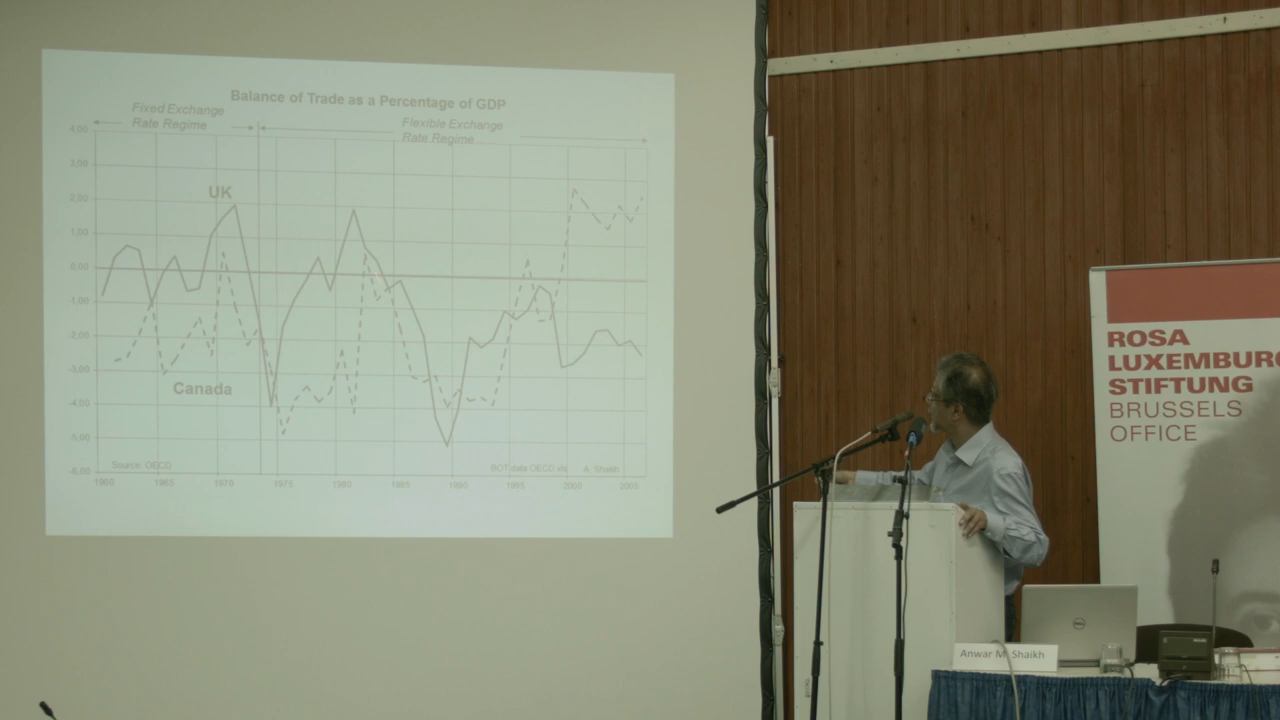 Balance of Trade as a Percentage of GDP
Fixed Exchange
Rate Regime
Flexible Exchange
Rate Regime
4,00
3,00
2,00
1,00
0,00
-1,00
-2,00
-3,00
-4,00
-5,00
-6,00
UK
Canada
Source: OECD
BOT data OECD.xls
A. Shaikh
1960 1965 1970 1975 1980 1985 1990 1995 2000 2005
ROSA
LUXEMBURG
STIFTUNG
BRUSSELS
OFFICE
DELL
Anwar M. Shaikh